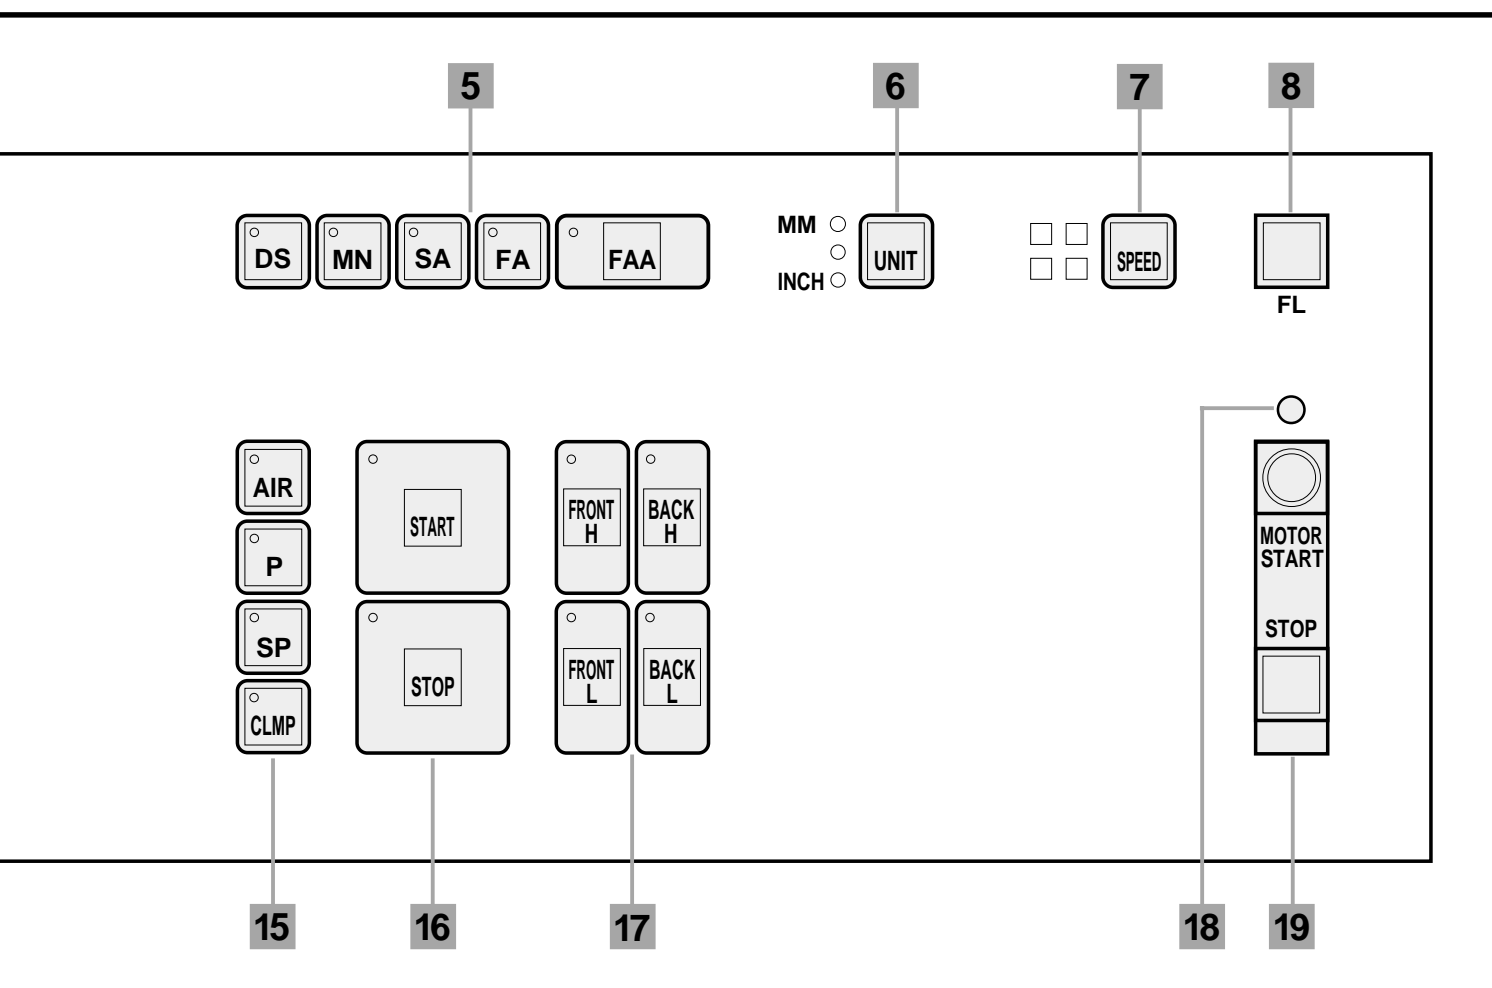 5 6 7 8
DS MN SA FA FAA
MM
INCH
UNIT
SPEED
FL
AIR
P
SP
CLMP
START
STOP
FRONT
H
BACK
H
FRONT
L
BACK
L
MOTOR
START
STOP
15 16 17 18 19